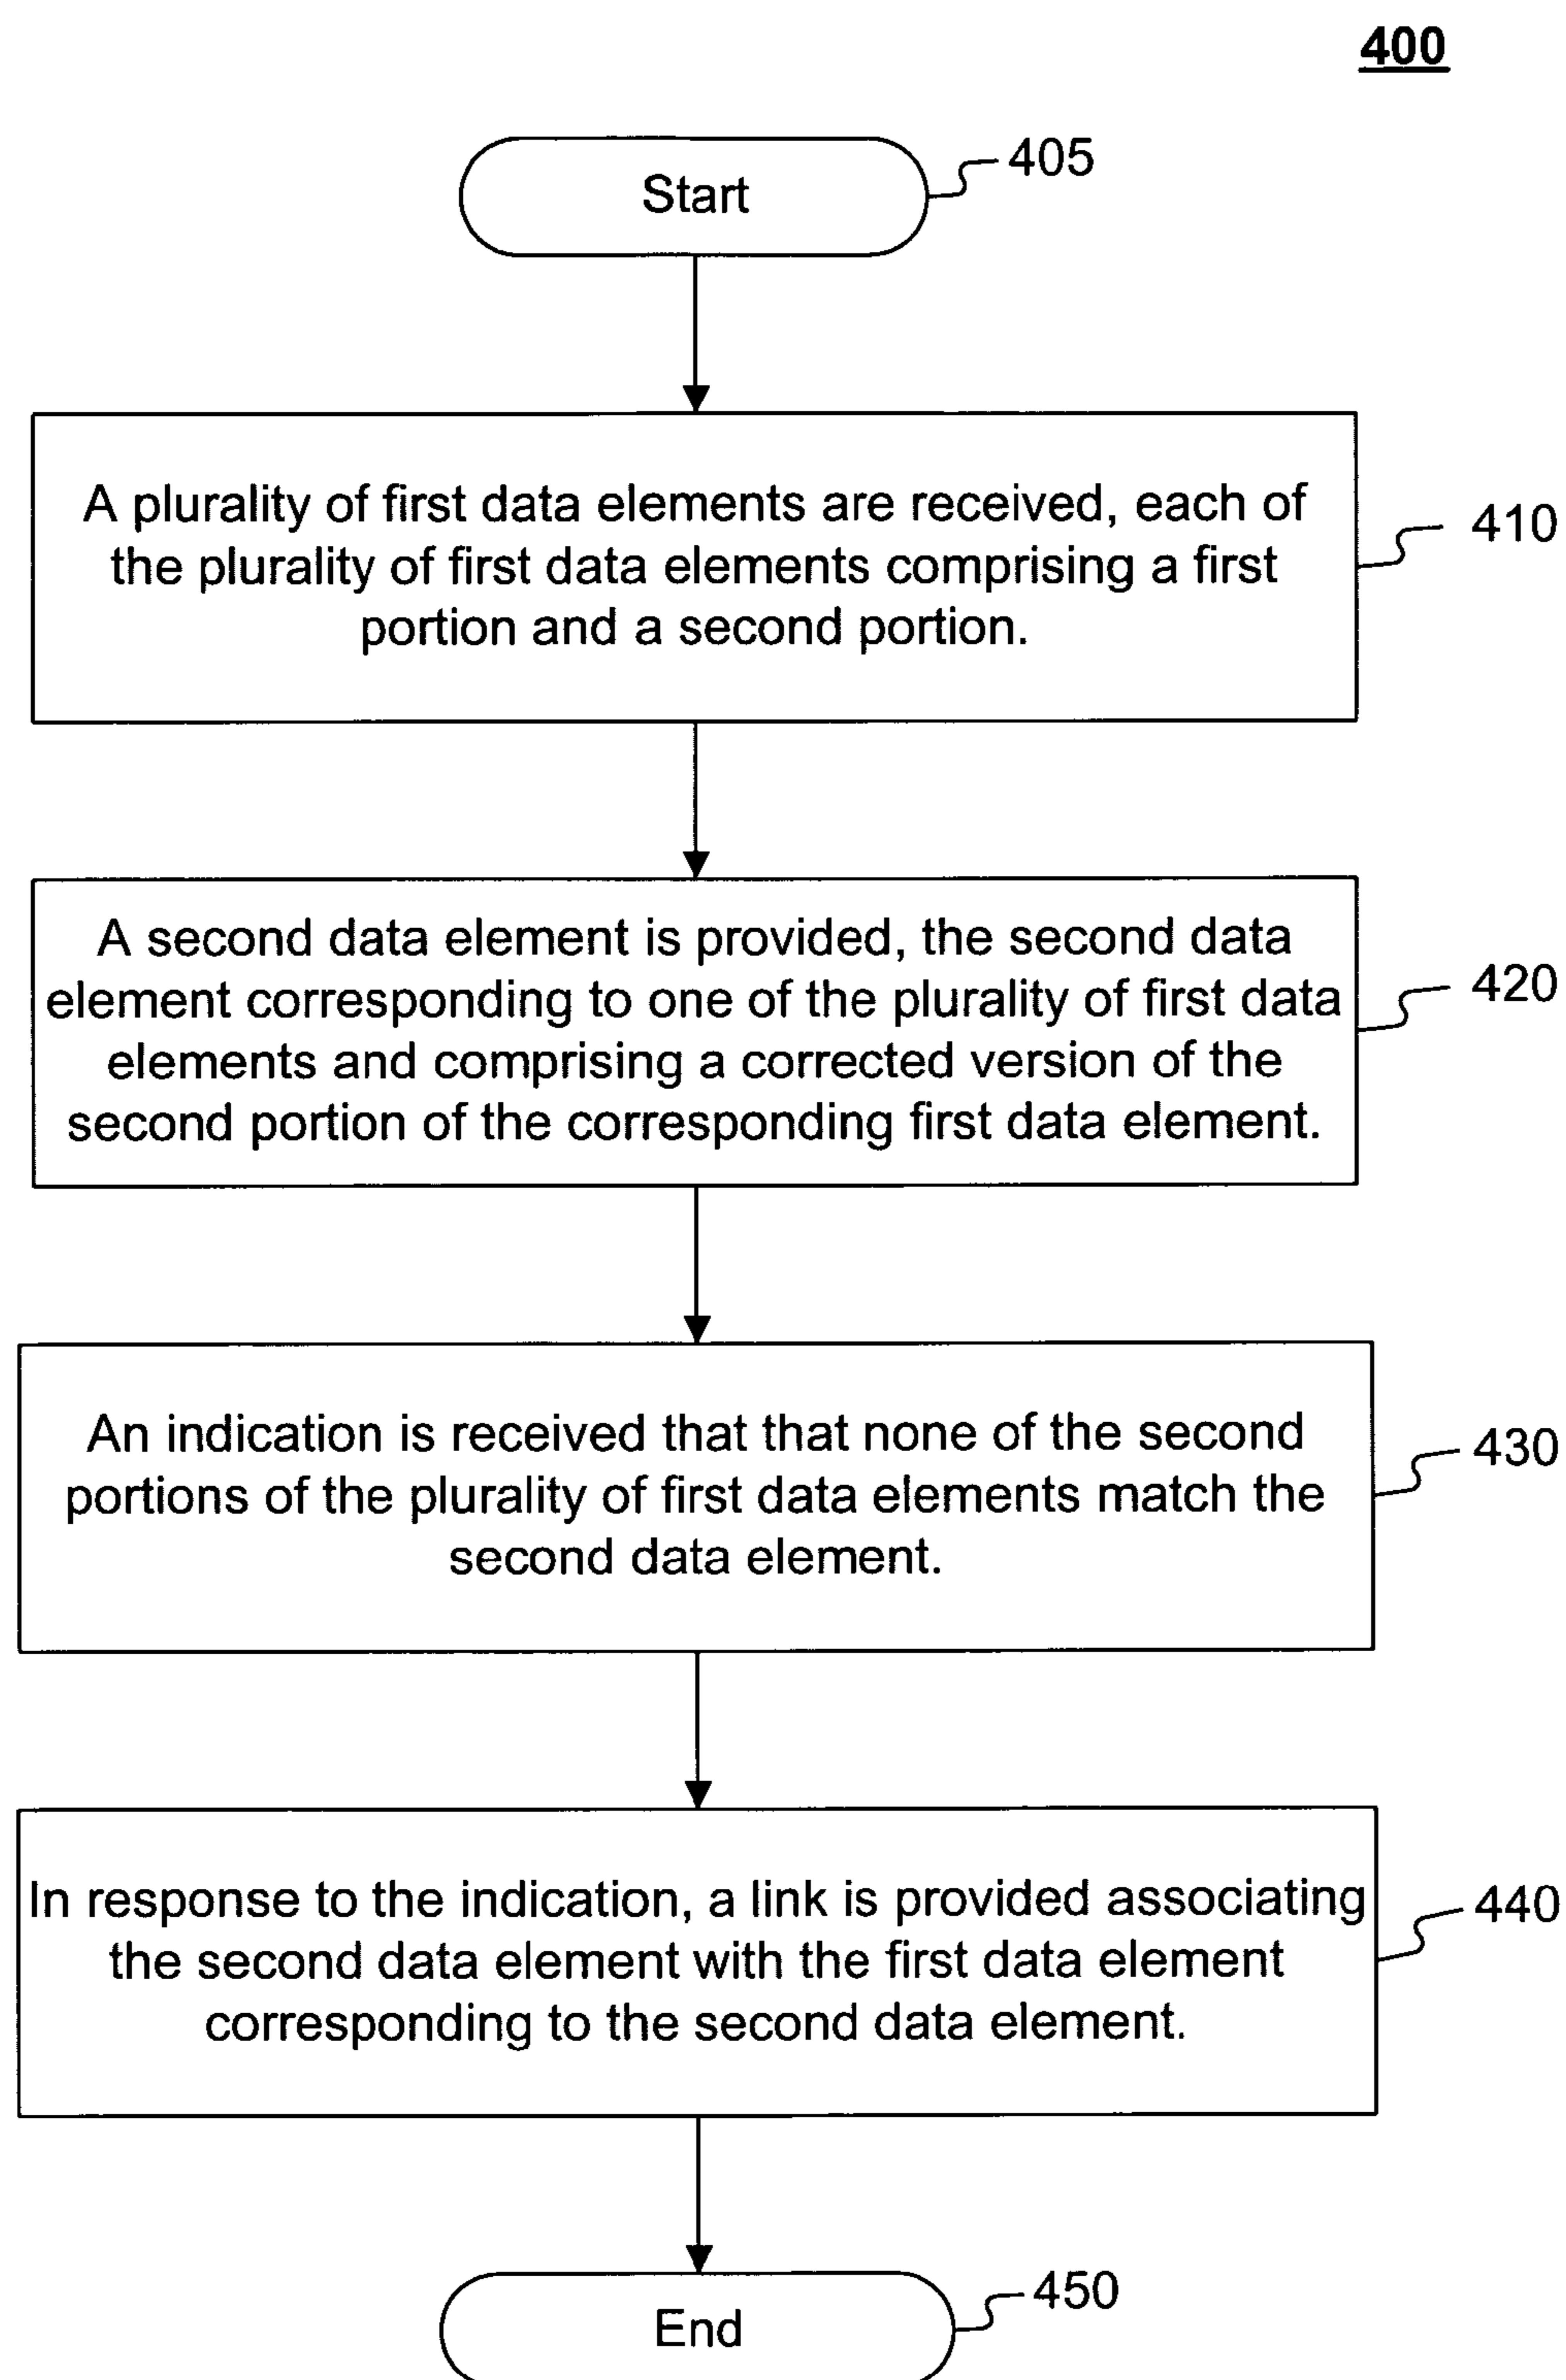 400
Start
405
A plurality of first data elements are received, each of
the plurality of first data elements comprising a first
portion and a second portion.
410
A second data element is provided, the second data
element corresponding to one of the plurality of first data
elements and comprising a corrected version of the
second portion of the corresponding first data element.
420
An indication is received that that none of the second
portions of the plurality of first data elements match the
second data element.
430
In response to the indication, a link is provided associating
the second data element with the first data element
corresponding to the second data element.
440
End
450